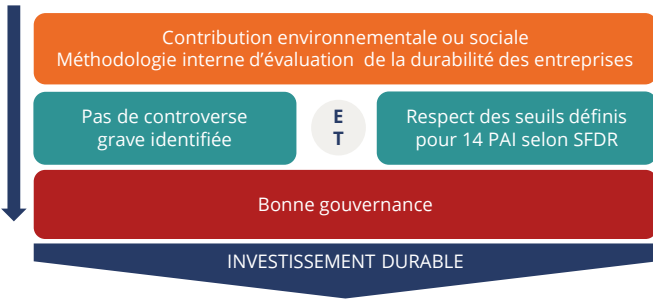 Contribution environnementale ou sociale
Méthodologie interne d’évaluation de la durabilité des entreprises
Pas de controverse
grave identifiée
E
T
Respect des seuils définis
pour 14 PAI selon SFDR
Bonne gouvernance
INVESTISSEMENT DURABLE